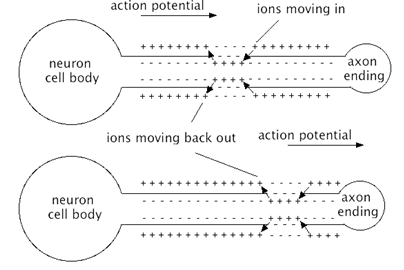 action potential
ions moving in
neuron
cell body
axon
ending
ions moving back out
action potential
neuron
cell body
axon
ending